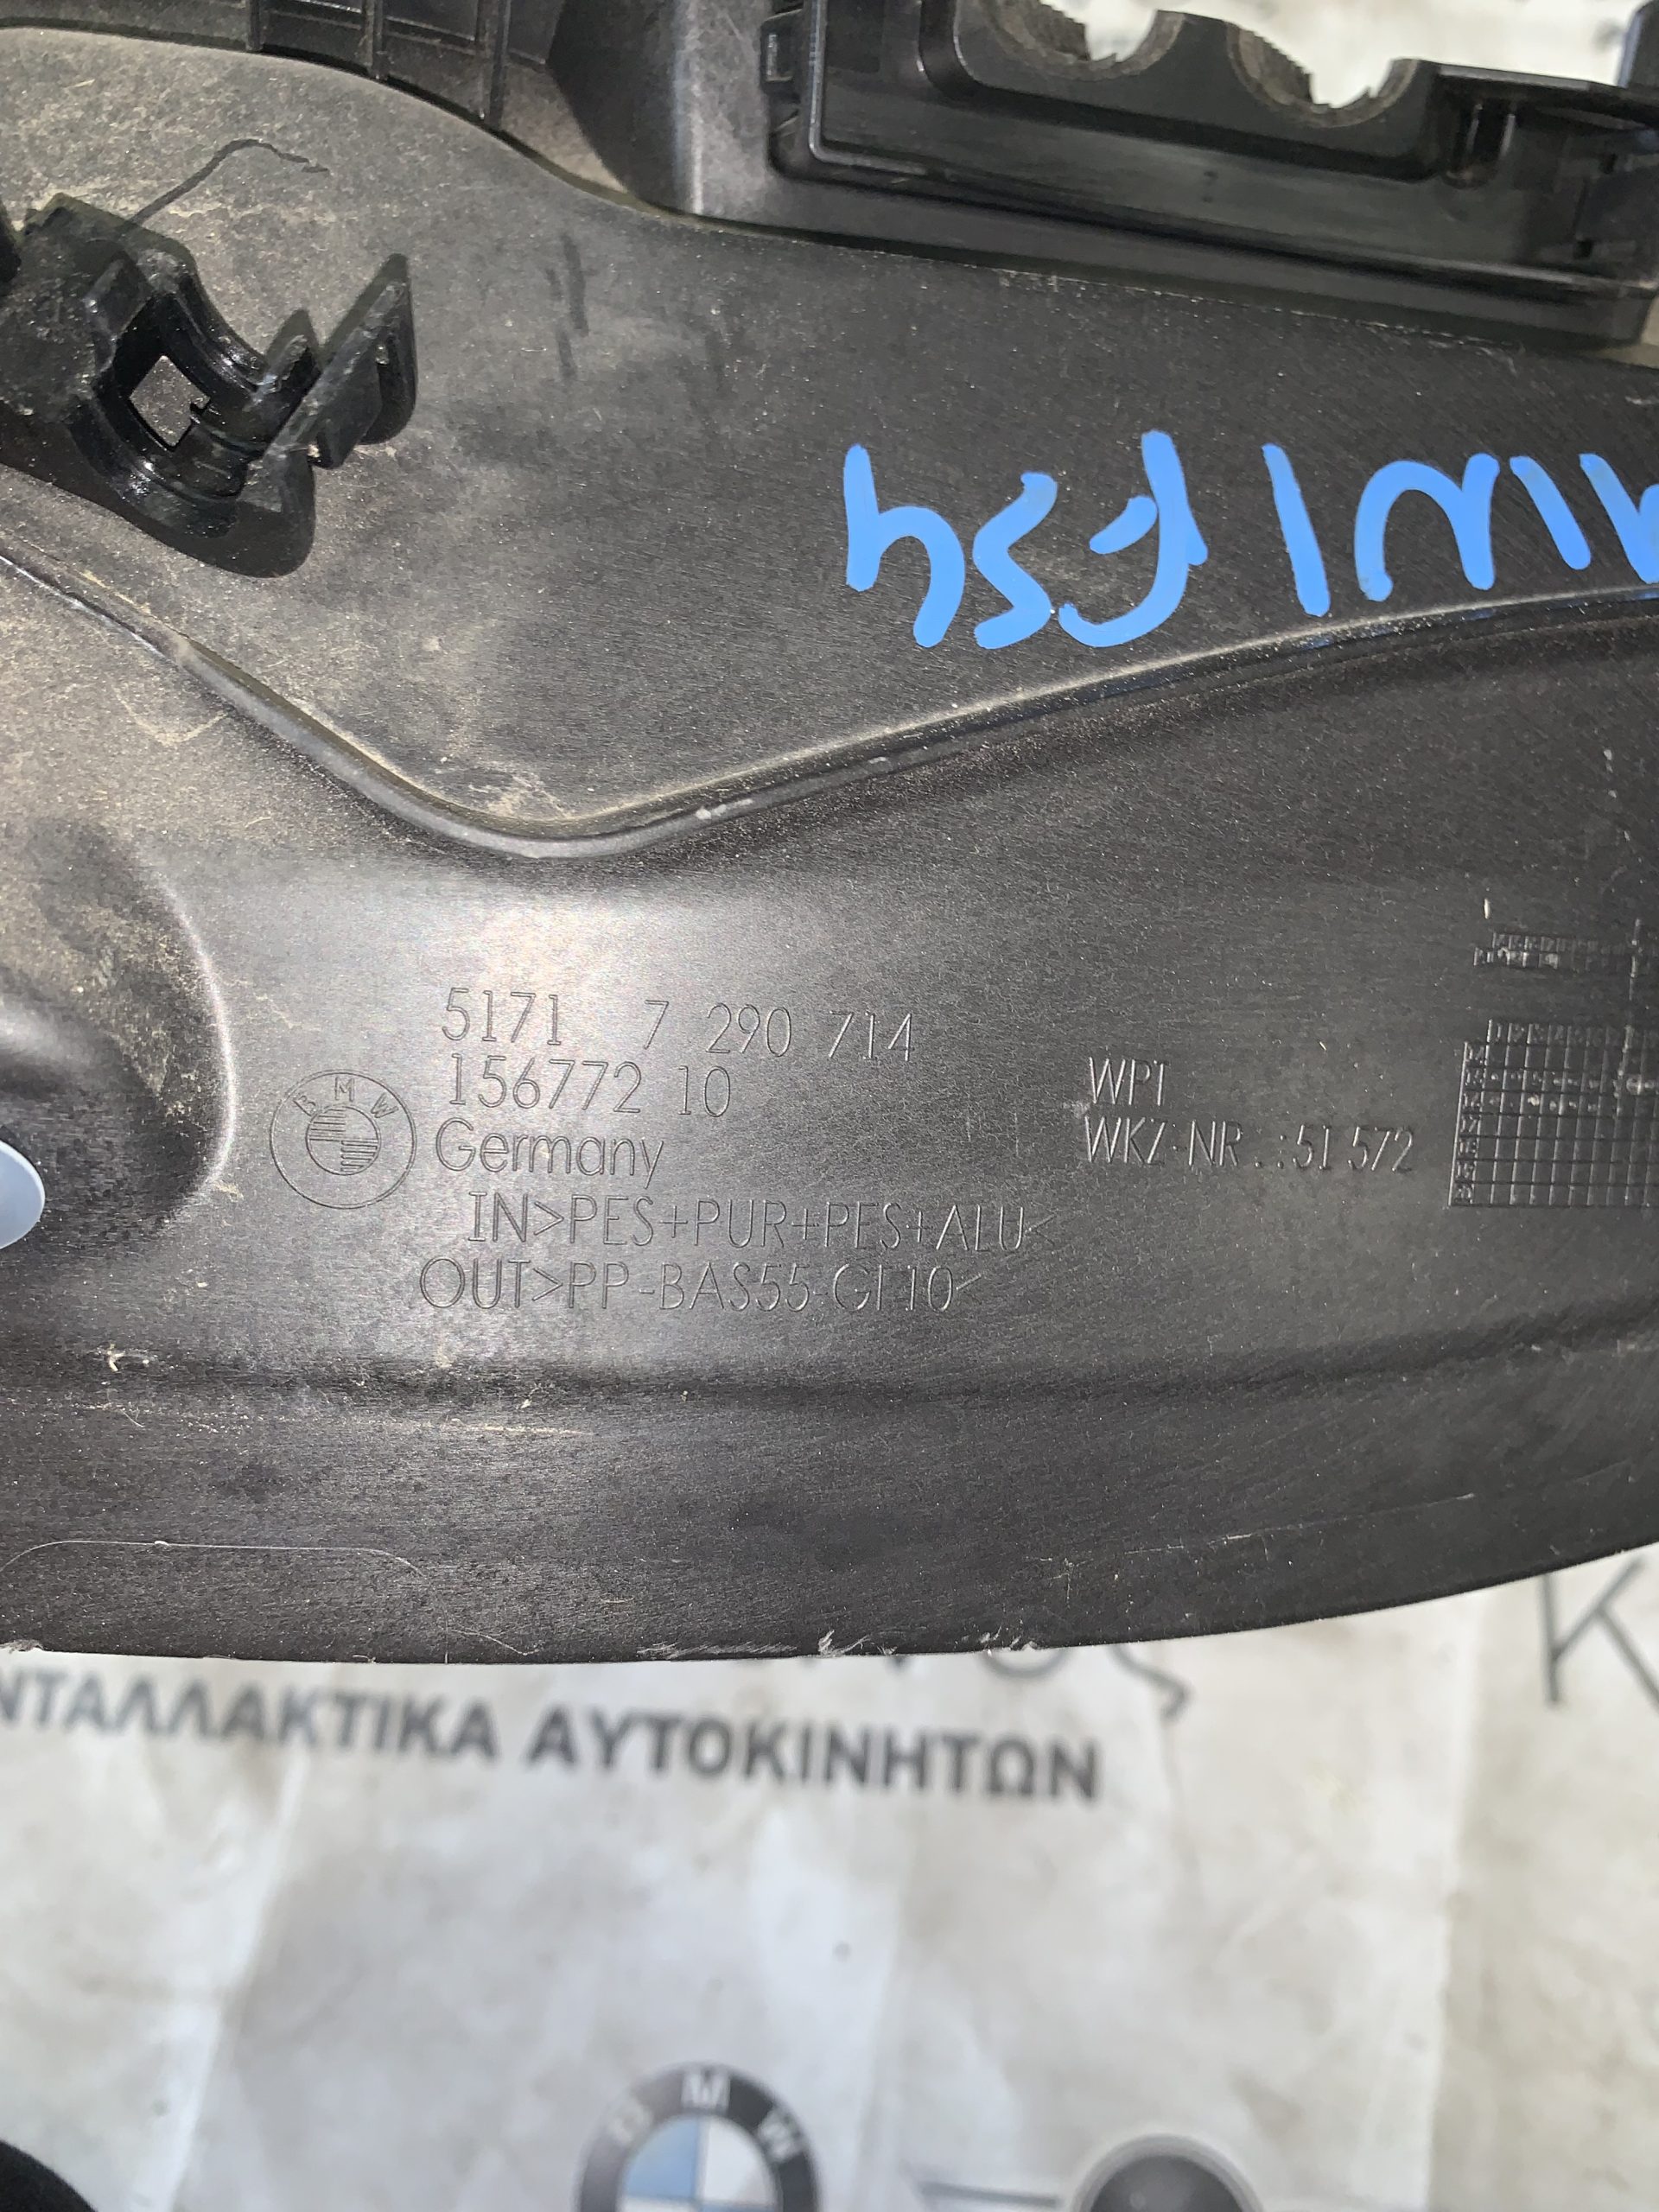 MINI F54
5171 7 290 714
156772 10
BMW
Germany
IN>PES+PUR+PES+ALU<
OUT>PP-BAS55 GF10<
WPT
WKZ-NR.:51 572
ΝΤΑΛΛΑΚΤΙΚΑ ΑΥΤΟΚΙΝΗΤΩΝ
K
BMW